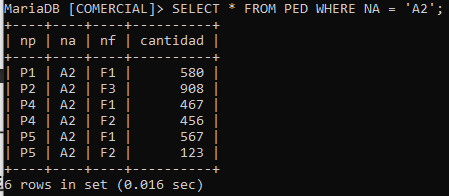 MariaDB [COMERCIAL]> SELECT * FROM PED WHERE NA = 'A2';
+----+----+----+----------+
| np | na | nf | cantidad |
+----+----+----+----------+
| P1 | A2 | F1 |      580 |
| P2 | A2 | F3 |      908 |
| P4 | A2 | F1 |      467 |
| P4 | A2 | F2 |      456 |
| P5 | A2 | F1 |      567 |
| P5 | A2 | F2 |      123 |
+----+----+----+----------+
6 rows in set (0.016 sec)